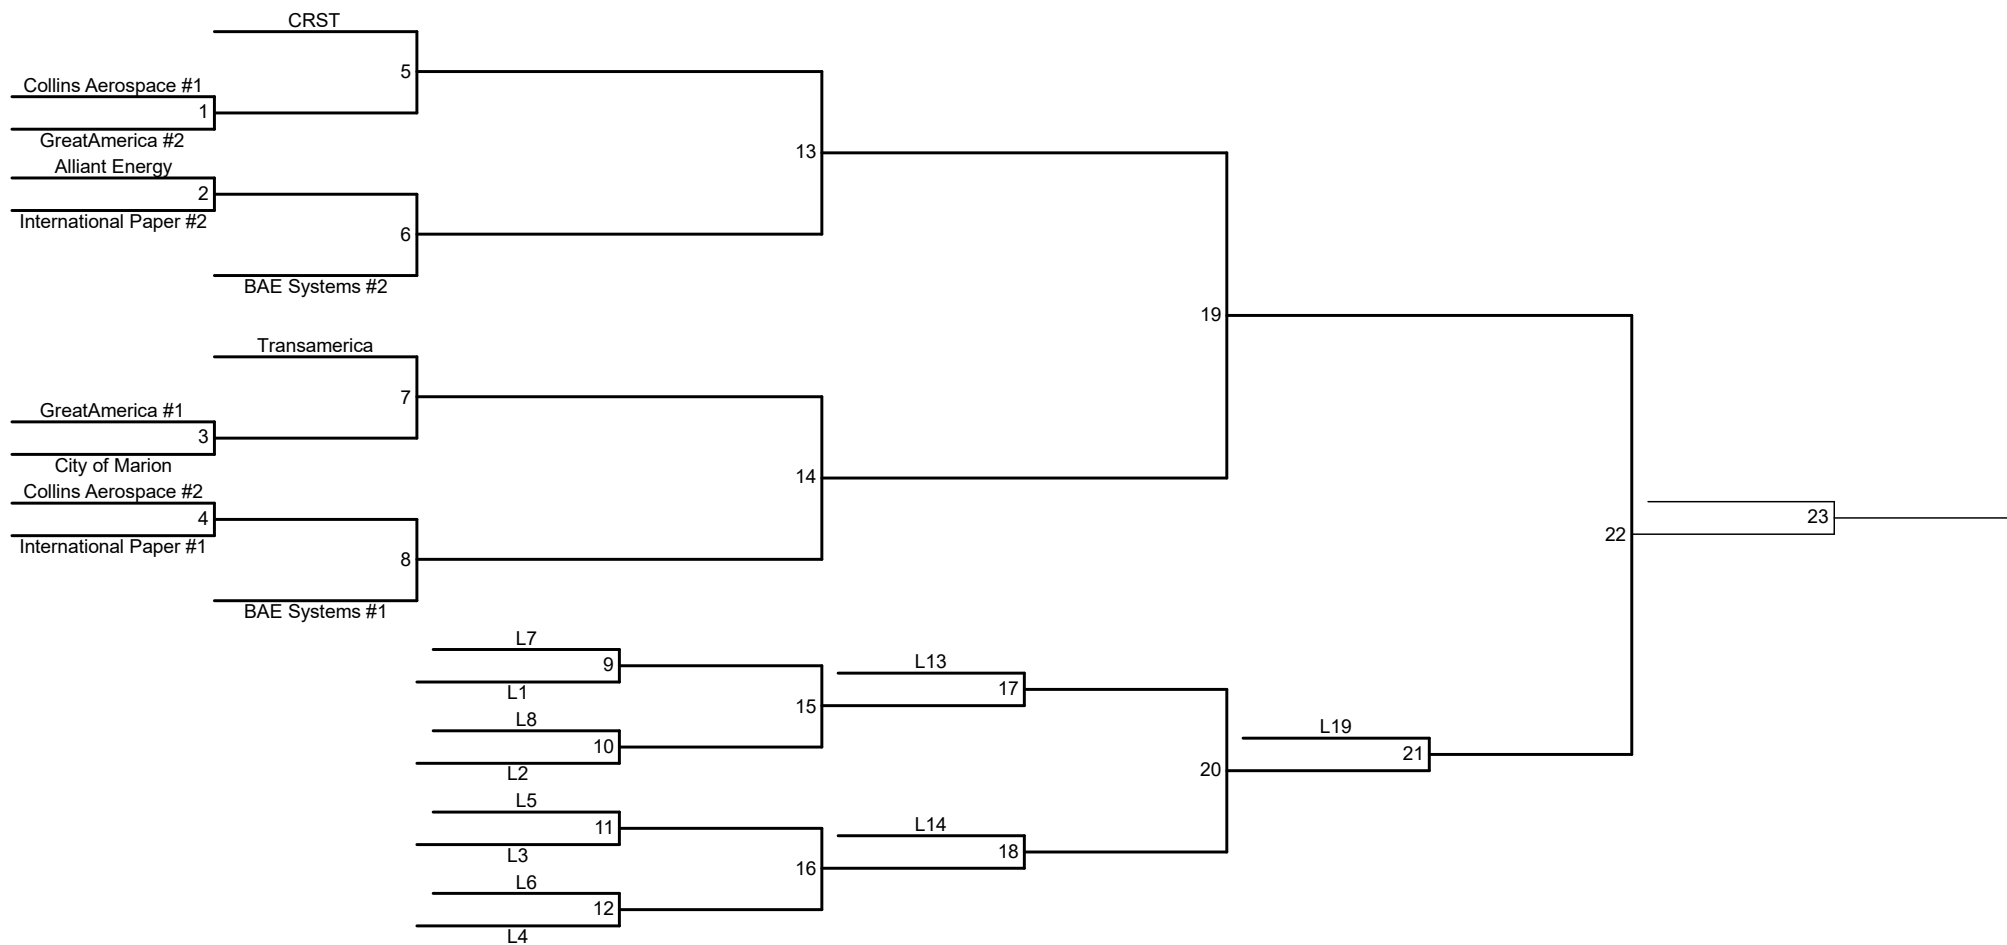 CRST
5
Collins Aerospace #1
1
GreatAmerica #2
Alliant Energy
13
2
International Paper #2
6
BAE Systems #2
19
Transamerica
7
GreatAmerica #1
3
City of Marion
14
Collins Aerospace #2
4
23
22
International Paper #1
8
BAE Systems #1
L7
9
L13
17
L1
15
L8
L19
10
21
L2
20
L5
11
L14
18
L3
16
L6
12
L4